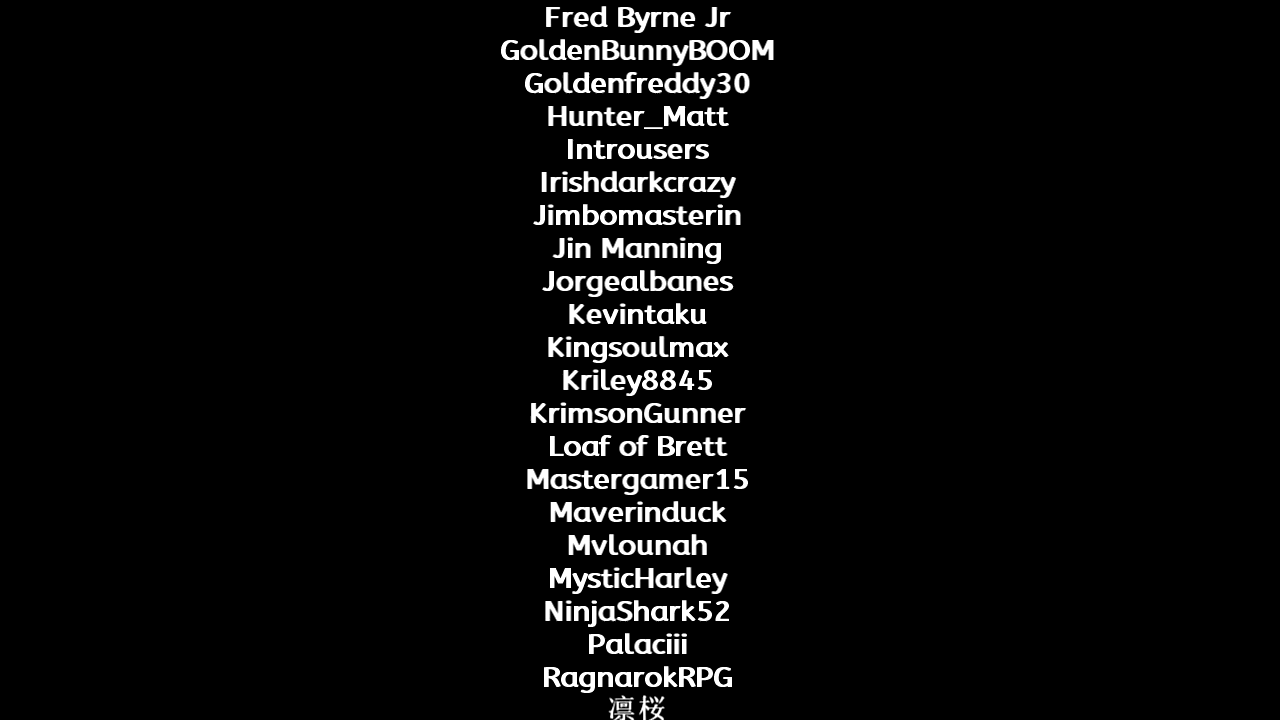 Fred Byrne Jr
GoldenBunnyBOOM
Goldenfreddy30
Hunter_Matt
Introusers
Irishdarkcrazy
Jimbomasterin
Jin Manning
Jorgealbanes
Kevintaku
Kingsoulmax
Kriley8845
KrimsonGunner
Loaf of Brett
Mastergamer15
Maverinduck
Mvlounah
MysticHarley
NinjaShark52
Palaciii
RagnarokRPG
凛桜